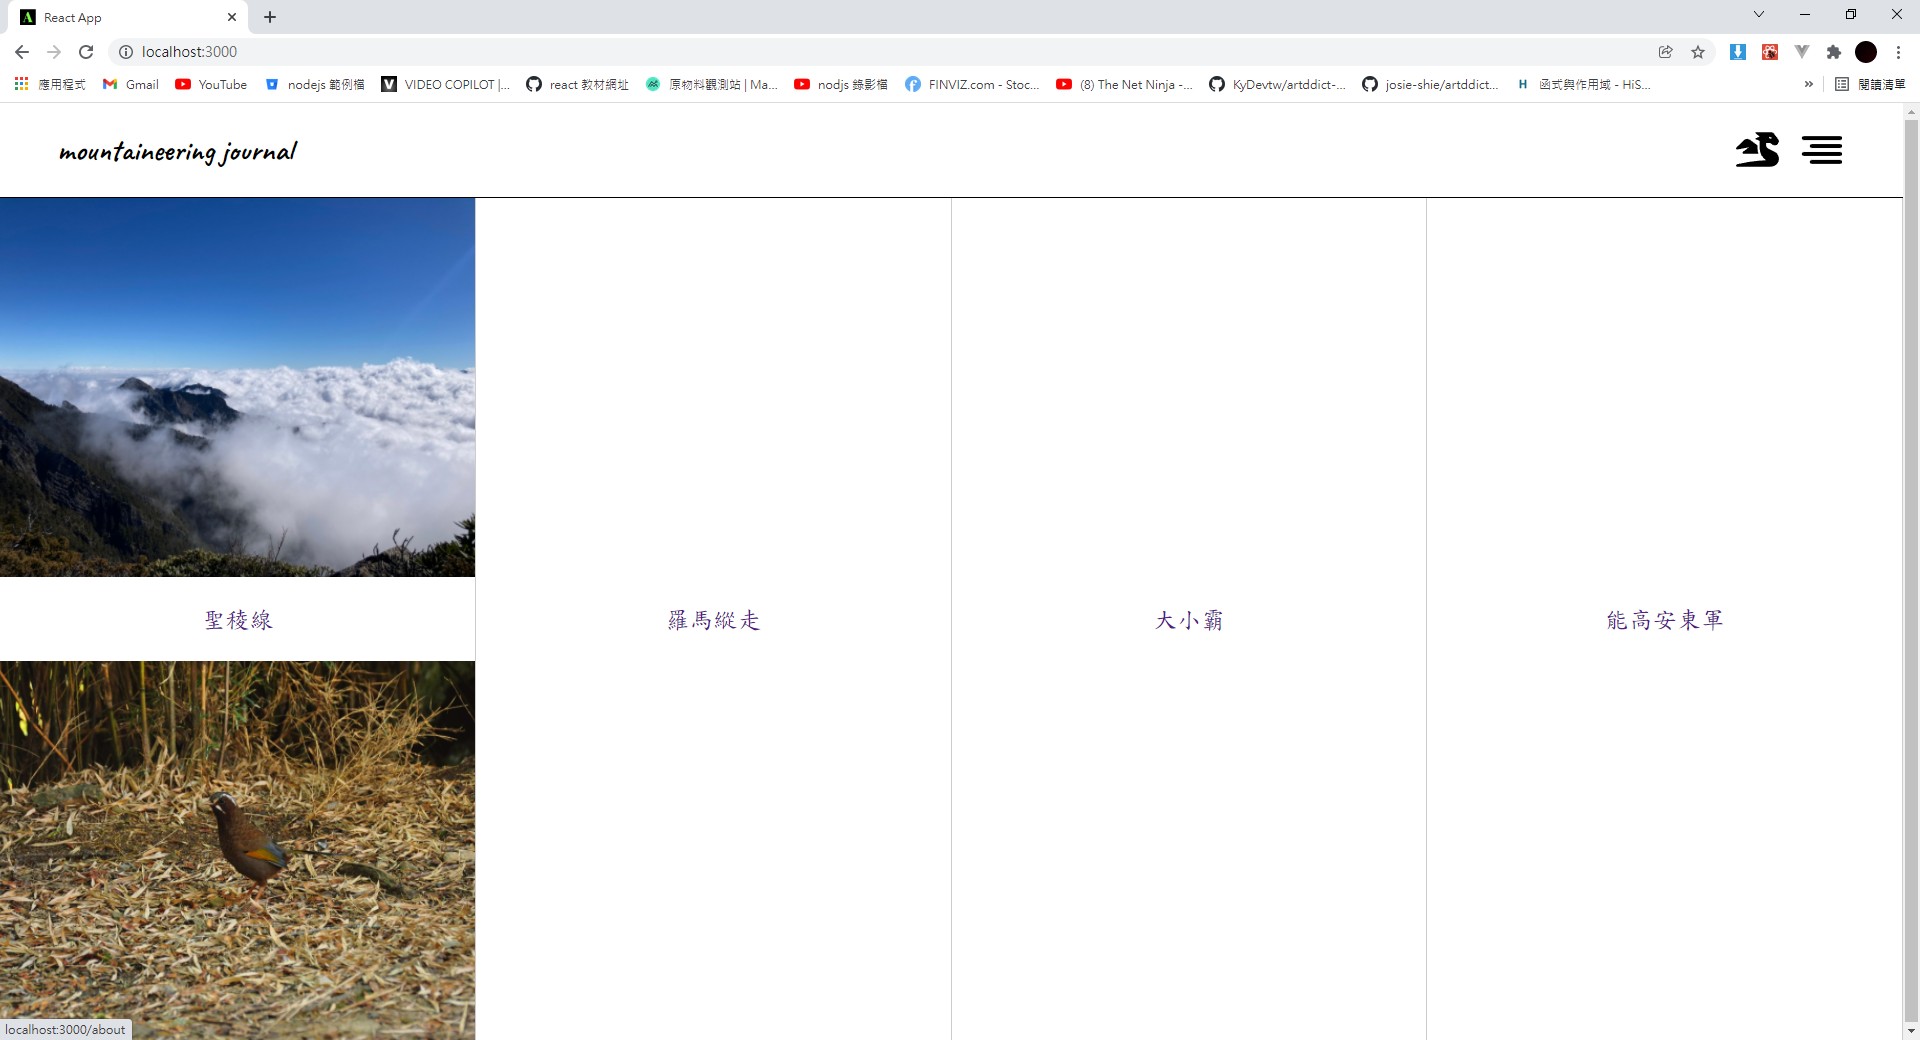 React App
localhost:3000
應用程式 Gmail YouTube nodejs 範例檔 VIDEO COPILOT |... react 教材網址 原物料觀測站 | Ma... nodjs 錄影檔 FINVIZ.com - Stoc... (8) The Net Ninja -... KyDevtw/artddict-... josie-shie/artddict... 函式與作用域 - HiS... » 閱讀清單
mountaineering journal
聖稜線 羅馬縱走 大小霸 能高安東軍
localhost:3000/about